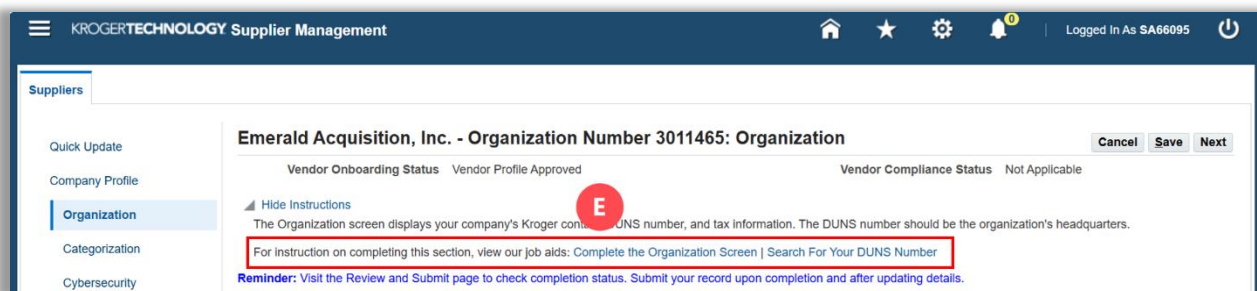 KROGERTECHNOLOGY Supplier Management
0
Logged In As SA66095
Suppliers
Quick Update
Company Profile
Organization
Categorization
Cybersecurity
Emerald Acquisition, Inc. - Organization Number 3011465: Organization
Cancel Save Next
Vendor Onboarding Status Vendor Profile Approved
Vendor Compliance Status Not Applicable
Hide Instructions
E
The Organization screen displays your company's Kroger DUNS number, and tax information. The DUNS number should be the organization's headquarters.
For instruction on completing this section, view our job aids: Complete the Organization Screen | Search For Your DUNS Number
Reminder: Visit the Review and Submit page to check completion status. Submit your record upon completion and after updating details.